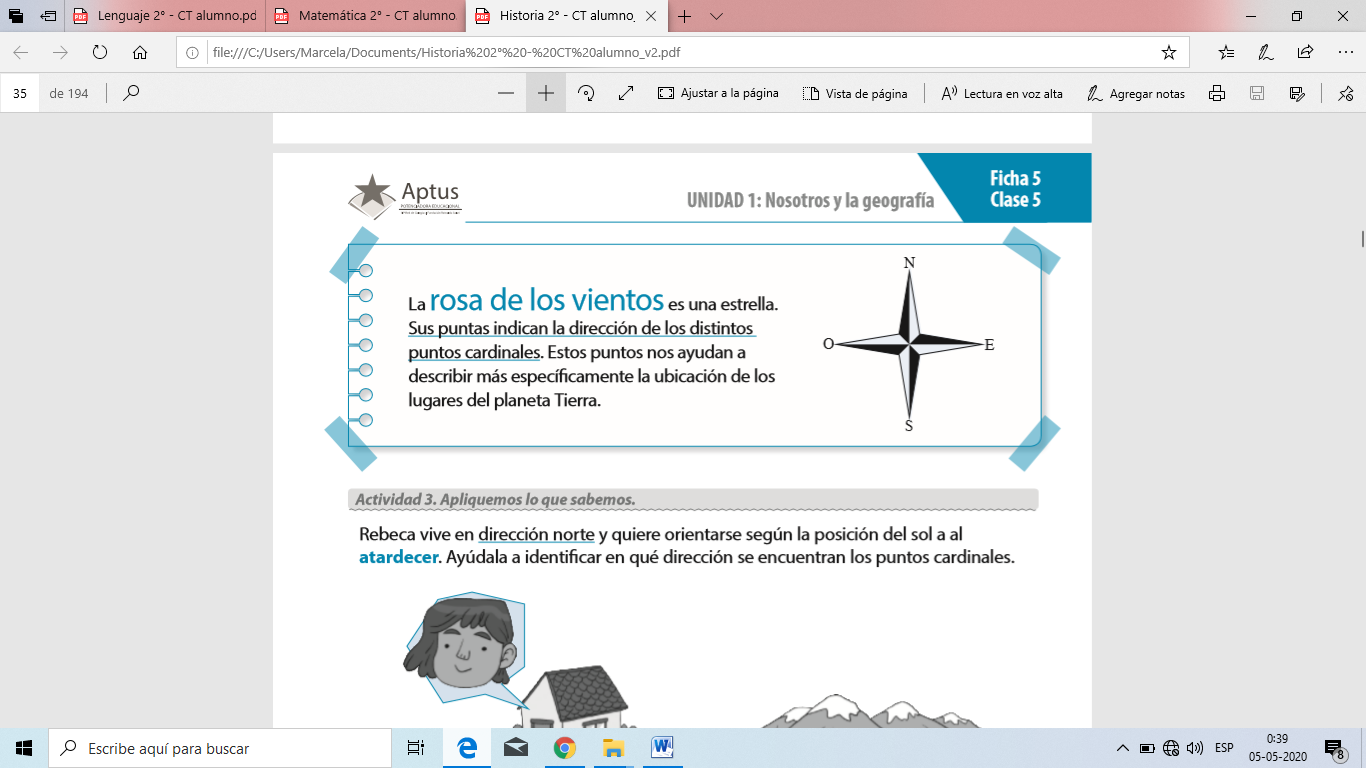 Lenguaje 2° - CT alumno.pd
Matemática 2° - CT alumno.
Historia 2° - CT alumno_
file:///C:/Users/Marcela/Documents/Historia%202°%20-%20CT%20alumno_v2.pdf
35 de 194
Ajustar a la página
Vista de página
Lectura en voz alta
Agregar notas
Aptus
UNIDAD 1: Nosotros y la geografía
Ficha 5
Clase 5
La rosa de los vientos es una estrella.
Sus puntas indican la dirección de los distintos
puntos cardinales. Estos puntos nos ayudan a
describir más específicamente la ubicación de los
lugares del planeta Tierra.
N
O
E
S
Actividad 3. Apliquemos lo que sabemos.
Rebeca vive en dirección norte y quiere orientarse según la posición del sol a al
atardecer. Ayúdala a identificar en qué dirección se encuentran los puntos cardinales.
Escribe aquí para buscar
ESP
0:39
05-05-2020
8